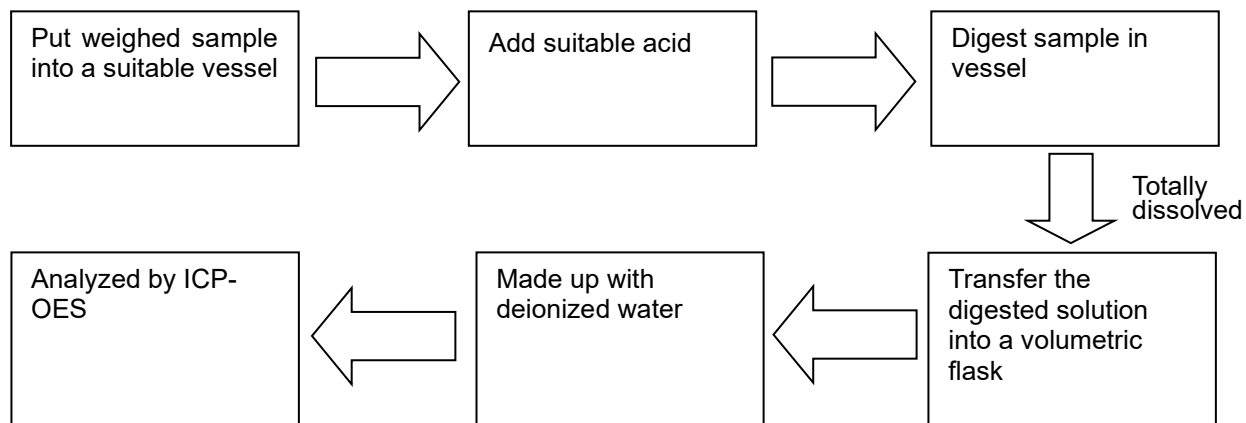 Put weighed sample
into a suitable vessel
Add suitable acid
Digest sample in
vessel
Totally
dissolved
Transfer the
digested solution
into a volumetric
flask
Made up with
deionized water
Analyzed by ICP-
OES